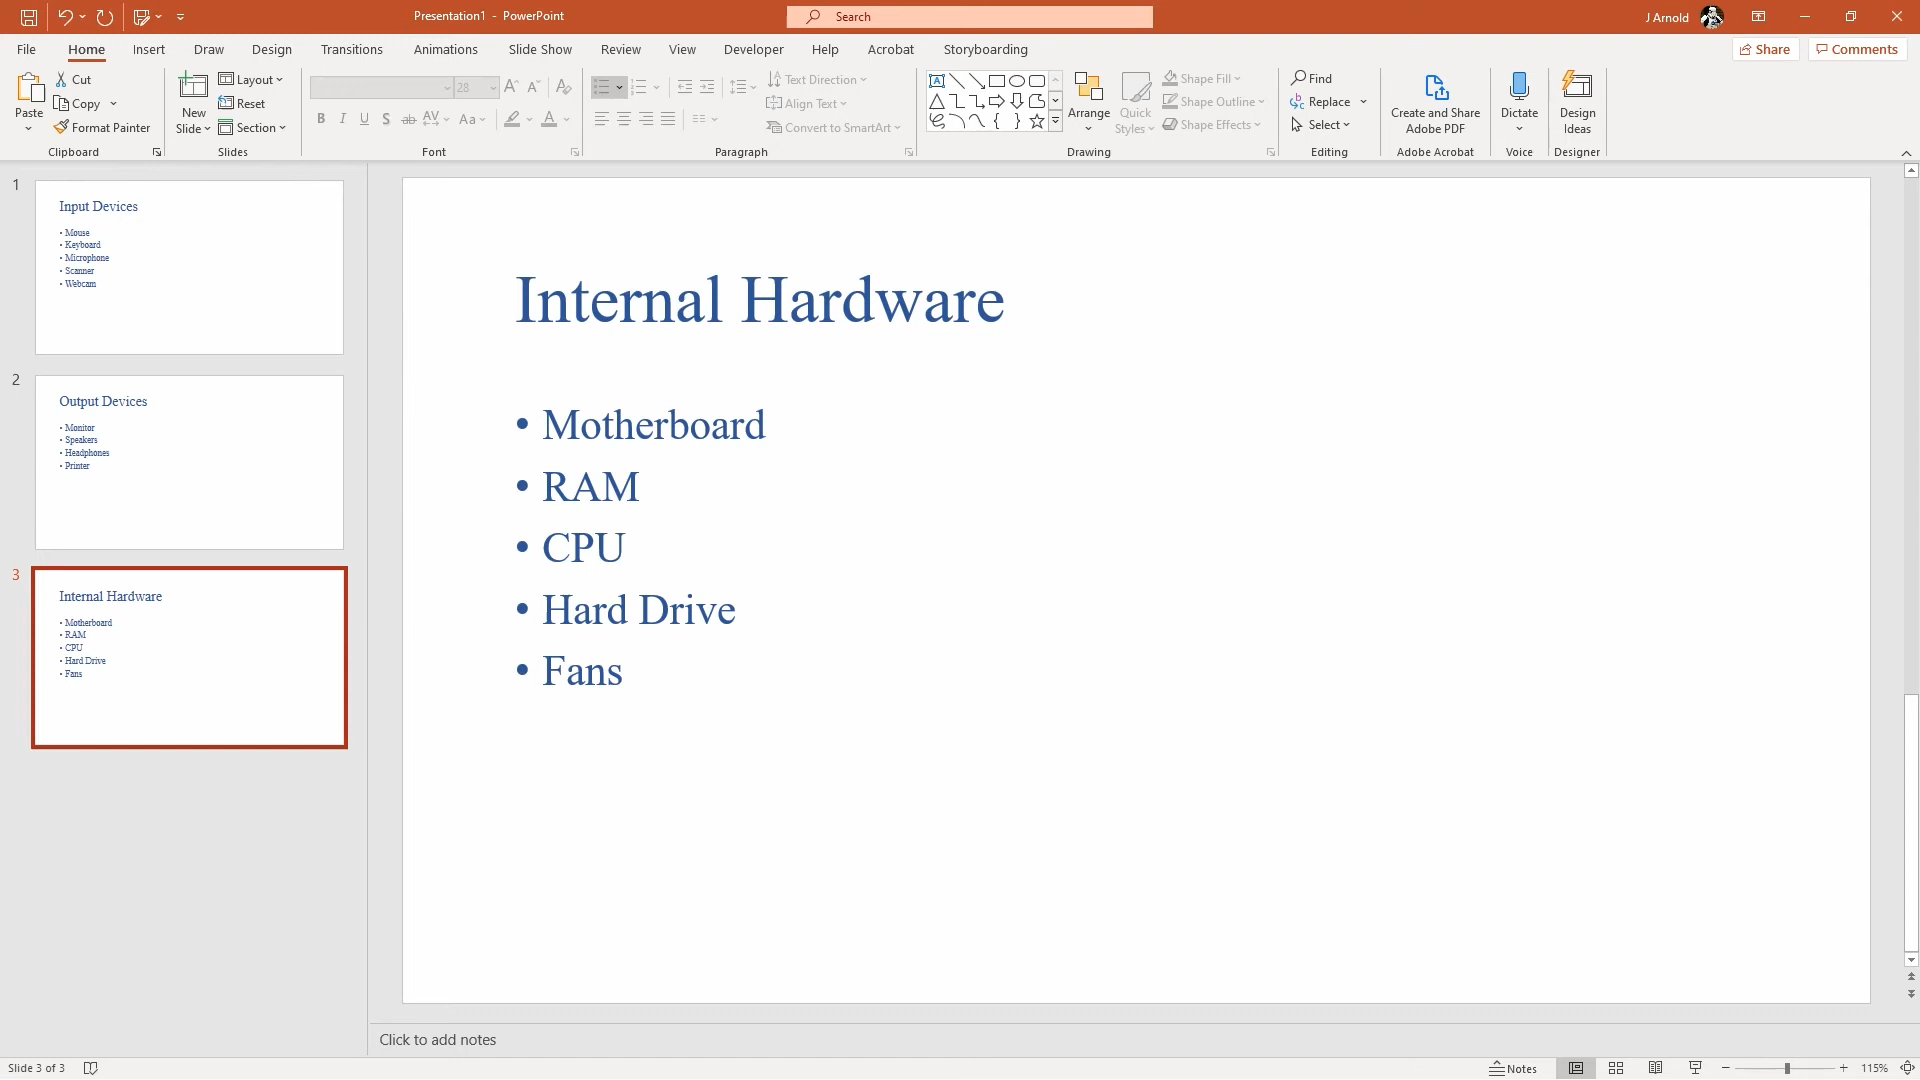 Presentation1 - PowerPoint
Search
J Arnold
File Home Insert Draw Design Transitions Animations Slide Show Review View Developer Help Acrobat Storyboarding
Share
Comments
Paste
Cut
Copy
Format Painter
Clipboard
New
Slide
Layout
Reset
Section
Slides
28
Aa
Font
Text Direction
Align Text
Convert to SmartArt
Paragraph
Arrange
Quick
Styles
Shape Fill
Shape Outline
Shape Effects
Drawing
Find
Replace
Select
Editing
Create and Share
Adobe PDF
Adobe Acrobat
Dictate
Voice
Design
Ideas
Designer
1
Input Devices
• Mouse
• Keyboard
• Microphone
• Scanner
• Webcam
2
Output Devices
• Monitor
• Speakers
• Headphones
• Printer
3
Internal Hardware
• Motherboard
• RAM
• CPU
• Hard Drive
• Fans
Internal Hardware
• Motherboard
• RAM
• CPU
• Hard Drive
• Fans
Click to add notes
Slide 3 of 3
Notes
115%